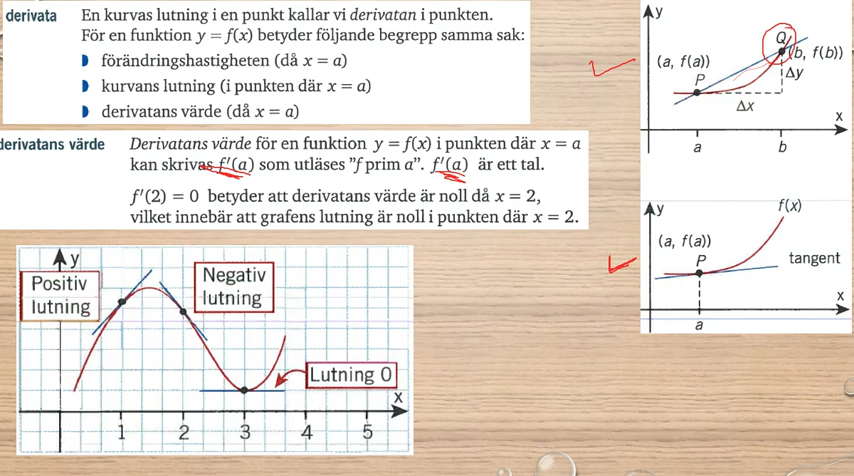 derivata
En kurvas lutning i en punkt kallar vi derivatan i punkten.
För en funktion y = f(x) betyder följande begrepp samma sak:
förändringshastigheten (då x = a)
kurvans lutning (i punkten där x = a)
derivatans värde (då x = a)
derivatans värde
Derivatans värde för en funktion y = f(x) i punkten där x = a
kan skrivas f'(a) som utläses ”f prim a”. f'(a) är ett tal.
f'(2) = 0 betyder att derivatans värde är noll då x = 2,
vilket innebär att grafens lutning är noll i punkten där x = 2.
y
Positiv
lutning
Negativ
lutning
Lutning 0
x
1 2 3 4 5
y
Q
(a, f(a))
(b, f(b))
P
Δy
Δx
x
a b
y
f(x)
(a, f(a))
P
tangent
x
a